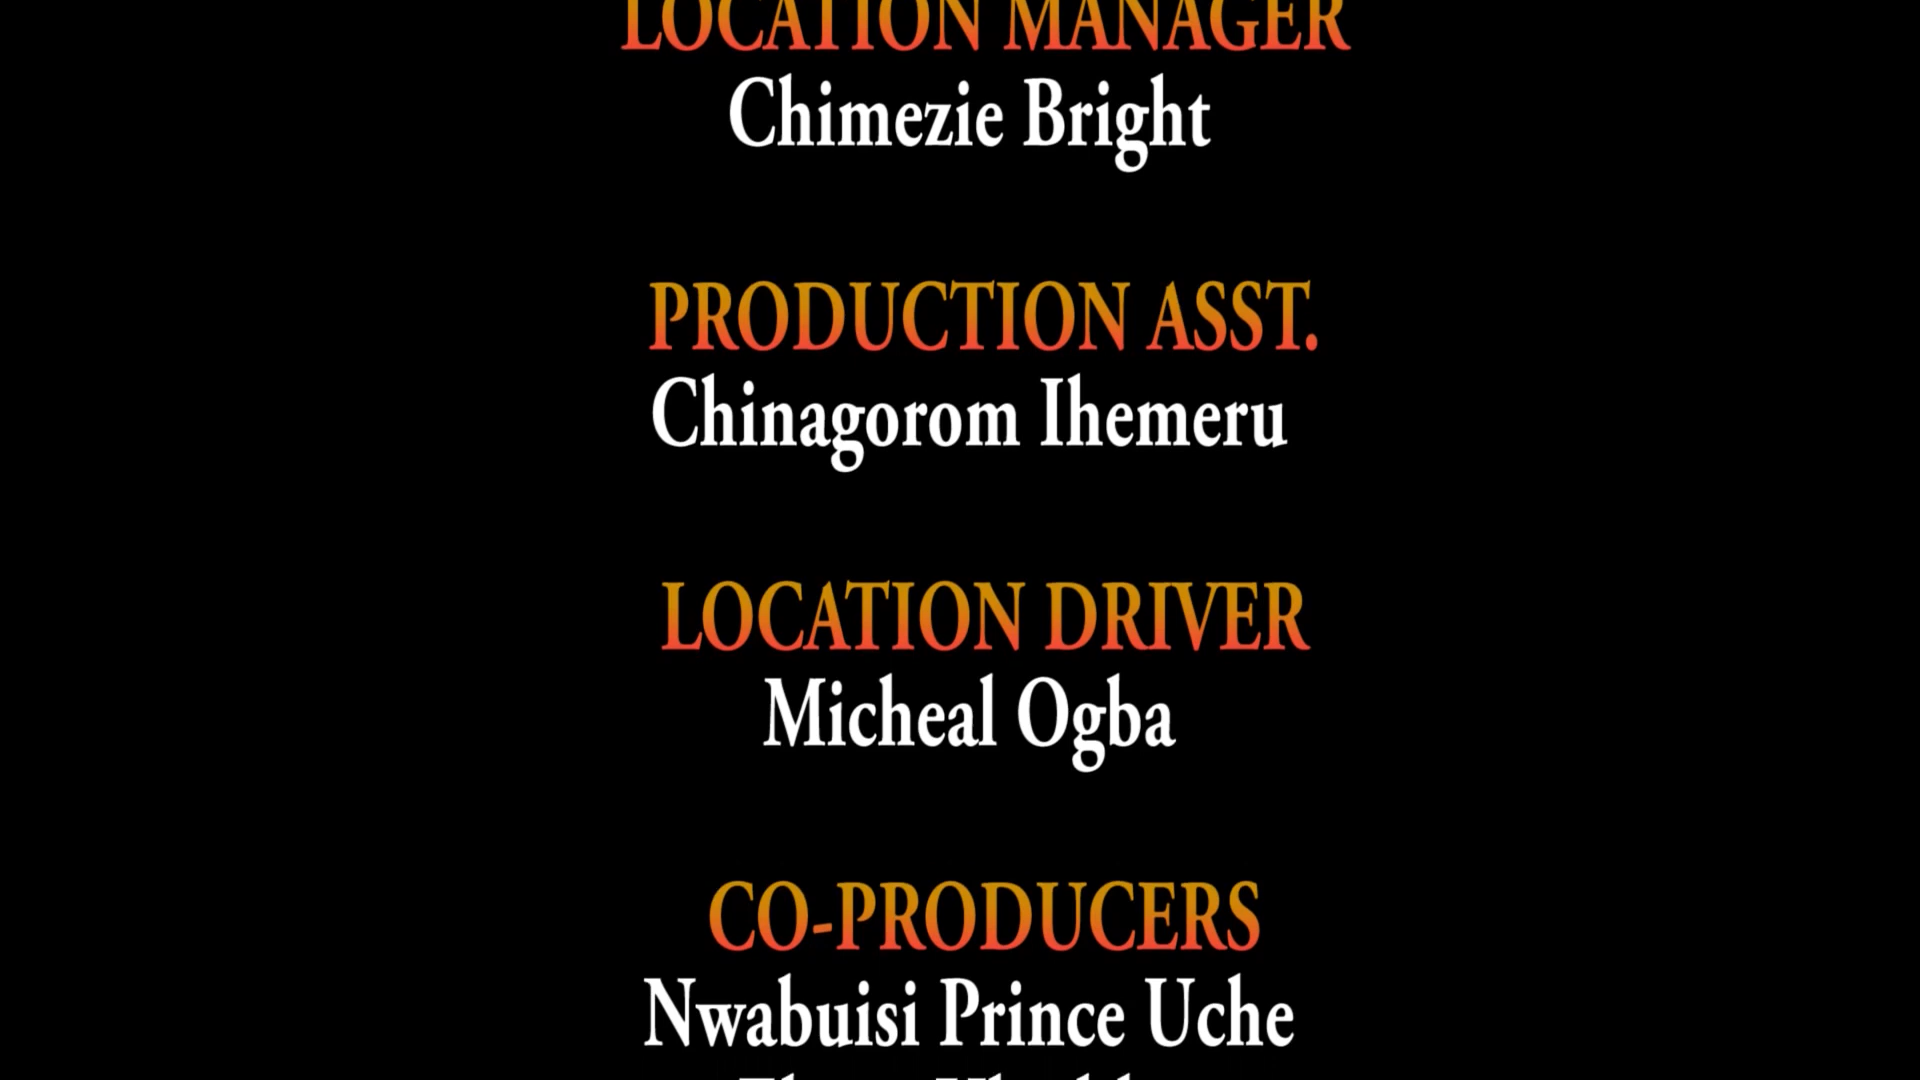 LOCATION MANAGER
Chimezie Bright
PRODUCTION ASST.
Chinagorom Ihemeru
LOCATION DRIVER
Micheal Ogba
CO-PRODUCERS
Nwabuisi Prince Uche